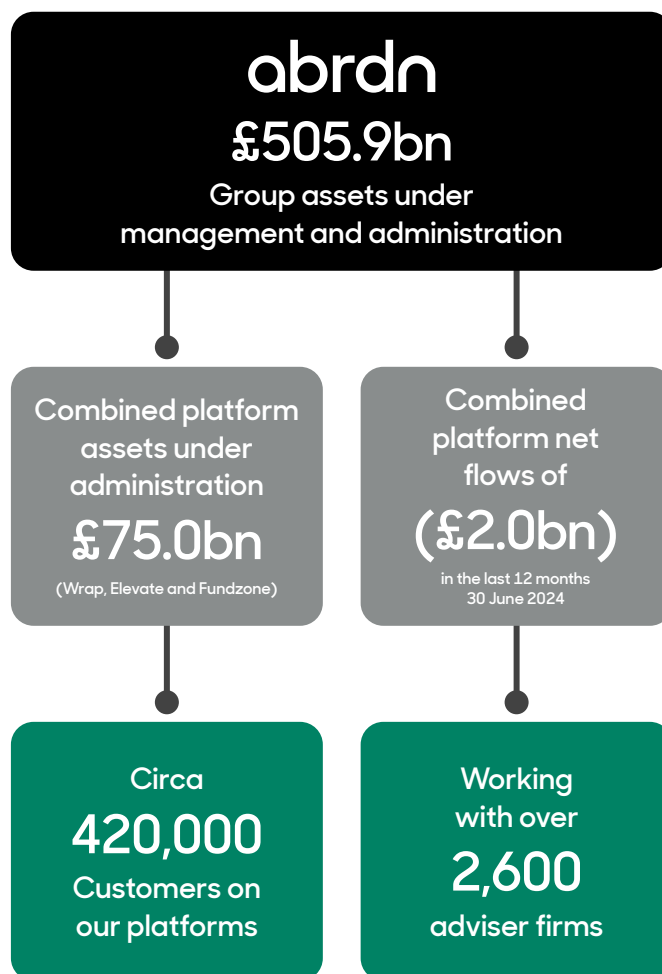 abrdn
£505.9bn
Group assets under
management and administration
Combined platform
assets under
administration
£75.0bn
(Wrap, Elevate and Fundzone)
Combined
platform net
flows of
(£2.0bn)
in the last 12 months
30 June 2024
Circa
420,000
Customers on
our platforms
Working
with over
2,600
adviser firms